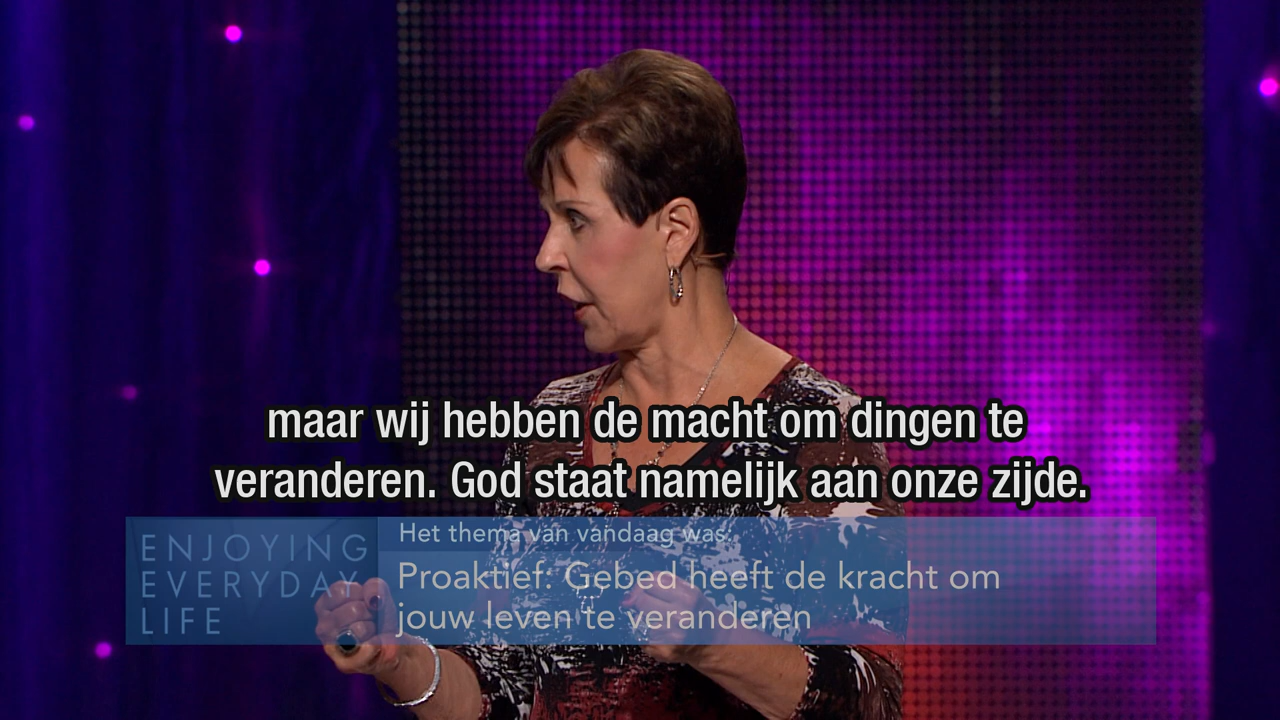 maar wij hebben de macht om dingen te
veranderen. God staat namelijk aan onze zijde.
ENJOYING
EVERYDAY
LIFE
Het thema van vandaag was:
Proaktief: Gebed heeft de kracht om
jouw leven te veranderen